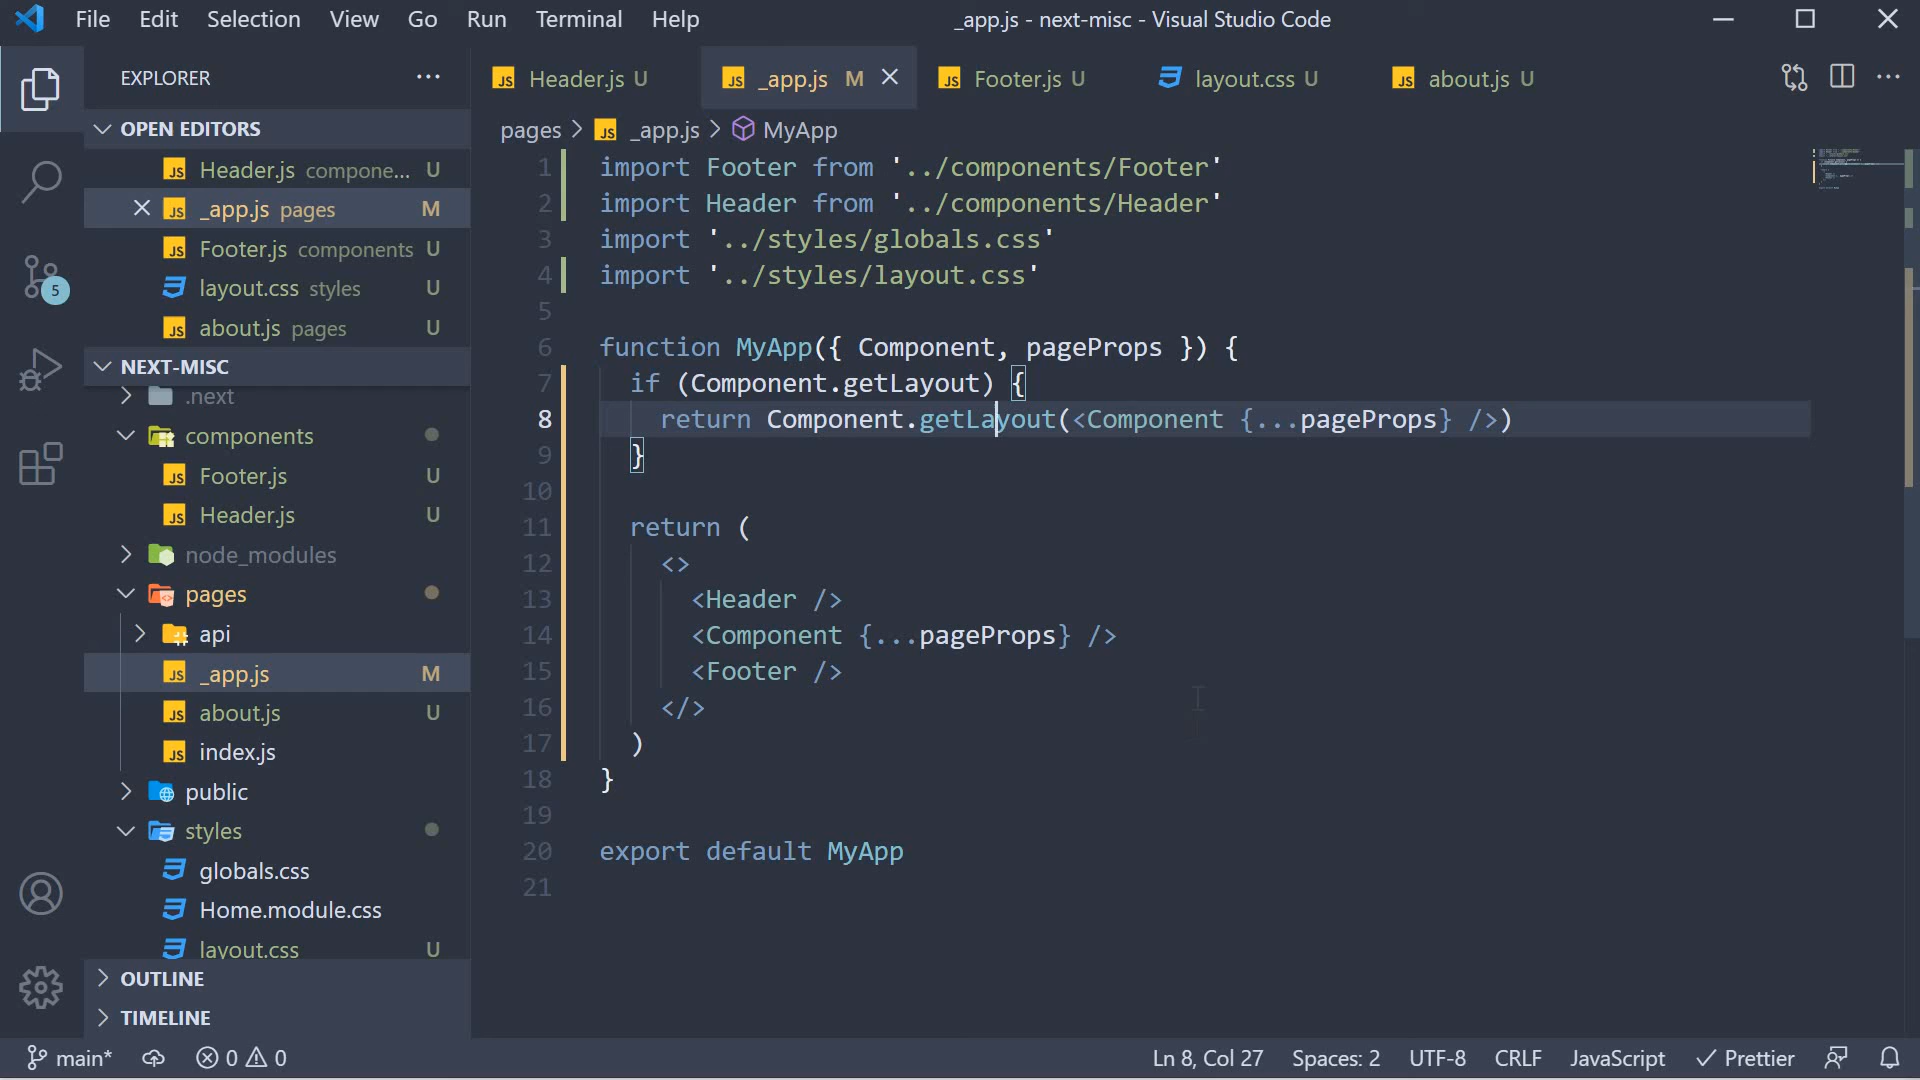 File Edit Selection View Go Run Terminal Help
_app.js - next-misc - Visual Studio Code
EXPLORER
OPEN EDITORS
Header.js compone... U
_app.js pages M
Footer.js components U
layout.css styles U
about.js pages U
NEXT-MISC
.next
components
Footer.js U
Header.js U
node_modules
pages
api
_app.js M
about.js U
index.js
public
styles
globals.css
Home.module.css
layout.css U
OUTLINE
TIMELINE
5
Header.js U
_app.js M
Footer.js U
layout.css U
about.js U
pages > _app.js > MyApp
1 import Footer from '../components/Footer'
2 import Header from '../components/Header'
3 import '../styles/globals.css'
4 import '../styles/layout.css'
5
6 function MyApp({ Component, pageProps }) {
7 if (Component.getLayout) {
8 return Component.getLayout(<Component {...pageProps} />)
9 }
10
11 return (
12 <>
13 <Header />
14 <Component {...pageProps} />
15 <Footer />
16 </>
17 )
18 }
19
20 export default MyApp
21
main* 0 0
Ln 8, Col 27 Spaces: 2 UTF-8 CRLF JavaScript Prettier